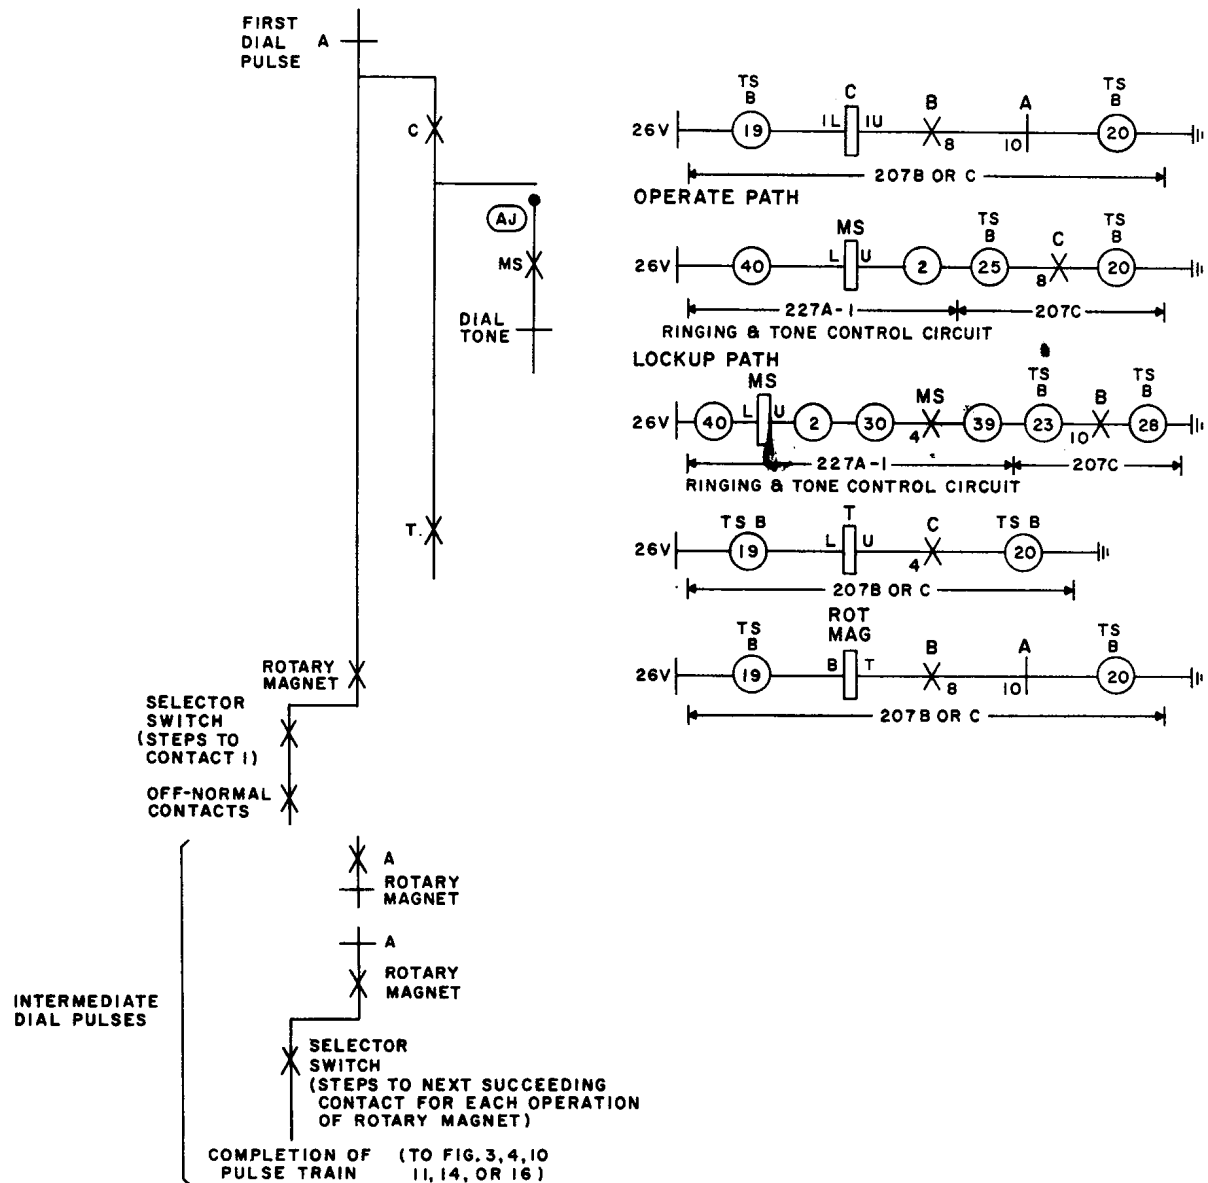 FIRST
DIAL A
PULSE
C
AJ
MS
DIAL
TONE
T
ROTARY
MAGNET
SELECTOR
SWITCH
(STEPS TO
CONTACT 1)
OFF-NORMAL
CONTACTS
A
ROTARY
MAGNET
A
ROTARY
MAGNET
INTERMEDIATE
DIAL PULSES
SELECTOR
SWITCH
(STEPS TO NEXT SUCCEEDING
CONTACT FOR EACH OPERATION
OF ROTARY MAGNET)
COMPLETION OF (TO FIG. 3, 4, 10
PULSE TRAIN 11, 14, OR 16)
TS C TS
B B A B
26V 19 1L 1U 8 10 20
207B OR C
OPERATE PATH
MS TS C TS
B B
26V 40 L U 2 25 8 20
227A-1 207C
RINGING & TONE CONTROL CIRCUIT
LOCKUP PATH
MS MS TS B TS
B B
26V 40 L U 2 30 4 39 23 10 28
227A-1 207C
RINGING & TONE CONTROL CIRCUIT
TS B T C TS B
26V 19 L U 4 20
207B OR C
ROT
MAG
TS B A TS
B B
26V 19 B T 8 10 20
207B OR C